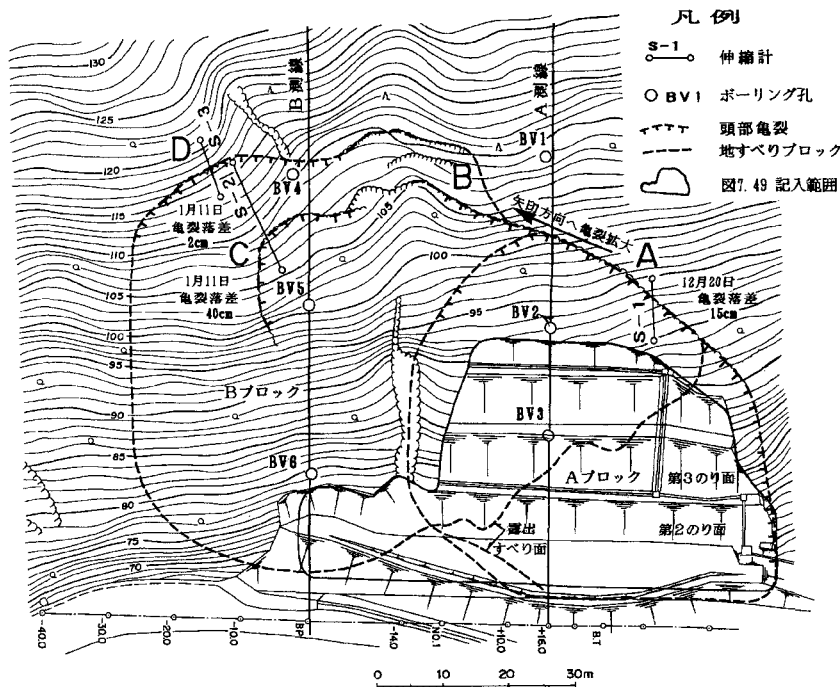 凡例
S-1 伸縮計
BV1 ボーリング孔
頭部亀裂
地すべりブロック
図7.49 記入範囲
130
125
120
115
110
105
100
95
90
85
80
75
70
B測線
A測線
S-3
D
S-2
BV4
BV1
B
1月11日
亀裂落差
2cm
105
矢印方向へ亀裂拡大
C
100
A
1月11日
亀裂落差
40cm
BV5
95
BV2
S-1
12月20日
亀裂落差
15cm
Bブロック
BV3
BV6
Aブロック
第3のり面
露出
すべり面
第2のり面
-40.0
-30.0
-20.0
-10.0
BP
-14.0
NO.1
+10.0
+16.0
B.T
0 10 20 30m